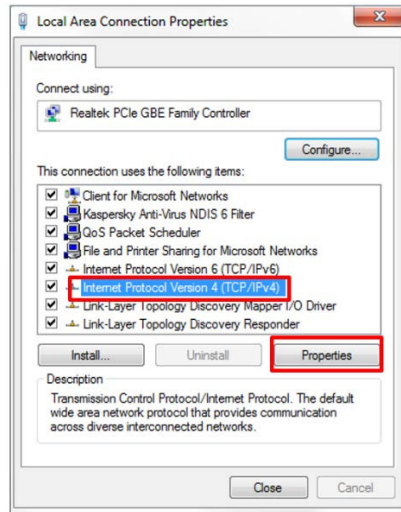 Local Area Connection Properties
Networking
Connect using:
Realtek PCIe GBE Family Controller
Configure...
This connection uses the following items:
Client for Microsoft Networks
Kaspersky Anti-Virus NDIS 6 Filter
QoS Packet Scheduler
File and Printer Sharing for Microsoft Networks
Internet Protocol Version 6 (TCP/IPv6)
Internet Protocol Version 4 (TCP/IPv4)
Link-Layer Topology Discovery Mapper I/O Driver
Link-Layer Topology Discovery Responder
Install... Uninstall Properties
Description
Transmission Control Protocol/Internet Protocol. The default
wide area network protocol that provides communication
across diverse interconnected networks.
Close Cancel